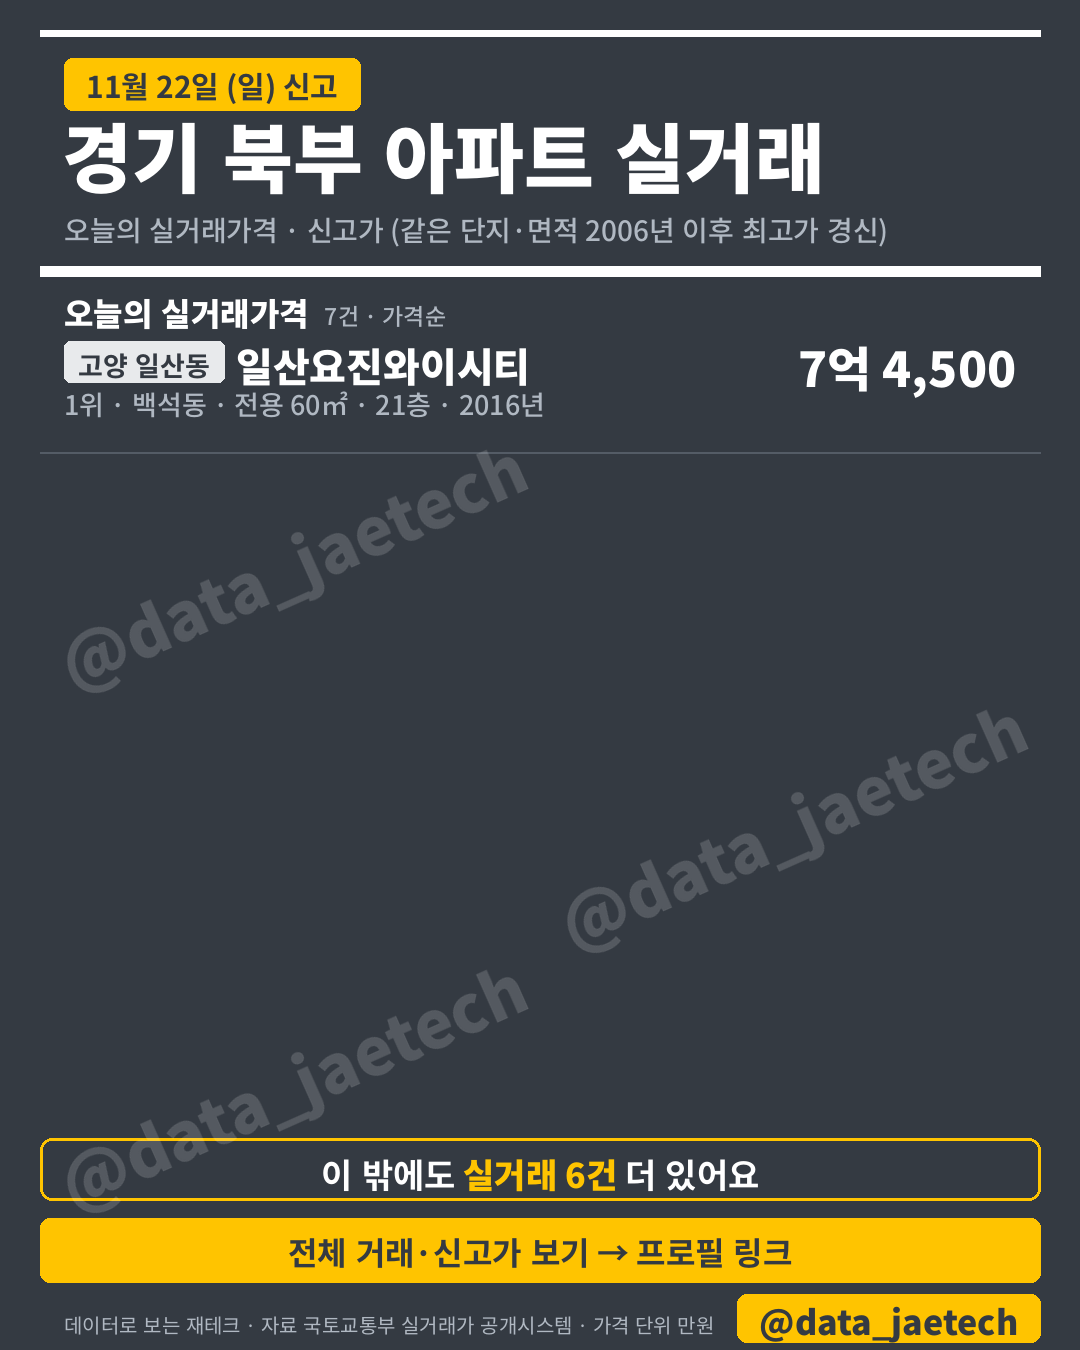 11월 22일 (일) 신고
경기 북부 아파트 실거래
오늘의 실거래가격 · 신고가 (같은 단지·면적 2006년 이후 최고가 경신)
오늘의 실거래가격 7건 · 가격순
고양 일산동 일산요진와이시티 7억 4,500
1위 · 백석동 · 전용 60㎡ · 21층 · 2016년
@data_jaetech
@data_jaetech
@data_jaetech
이 밖에도 실거래 6건 더 있어요
전체 거래·신고가 보기 → 프로필 링크
데이터로 보는 재테크 · 자료 국토교통부 실거래가 공개시스템 · 가격 단위 만원 @data_jaetech